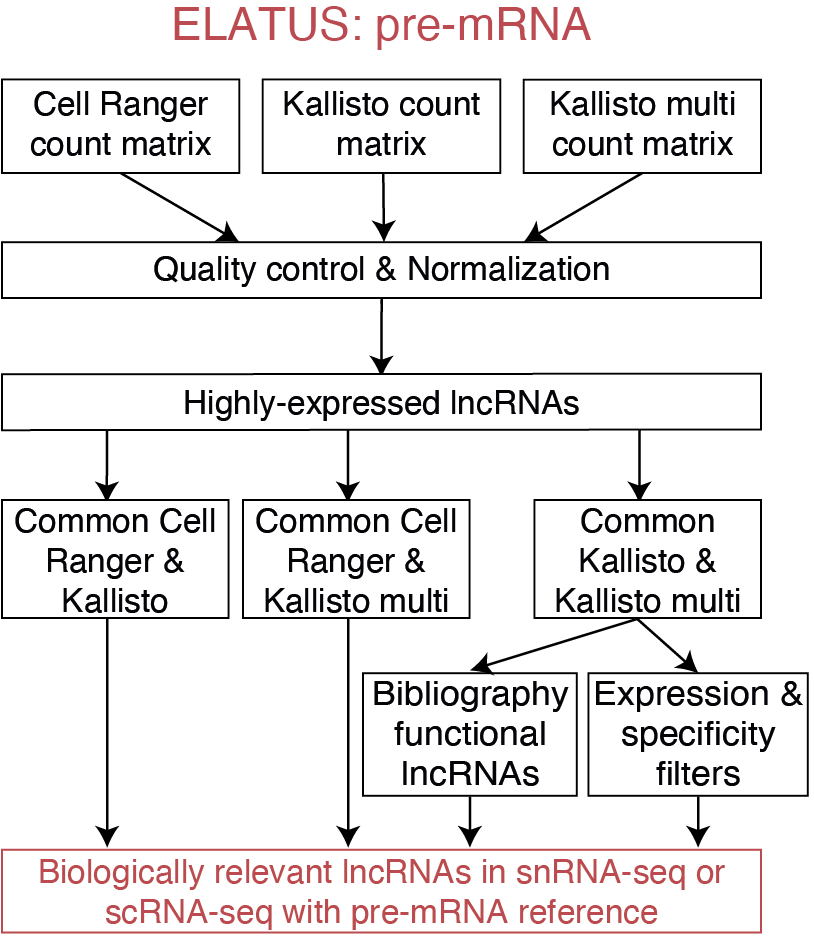 ELATUS: pre-mRNA
Cell Ranger
count matrix
Kallisto count
matrix
Kallisto multi
count matrix
Quality control & Normalization
Highly-expressed lncRNAs
Common Cell
Ranger &
Kallisto
Common Cell
Ranger &
Kallisto multi
Common
Kallisto &
Kallisto multi
Bibliography
functional
lncRNAs
Expression &
specificity
filters
Biologically relevant lncRNAs in snRNA-seq or
scRNA-seq with pre-mRNA reference